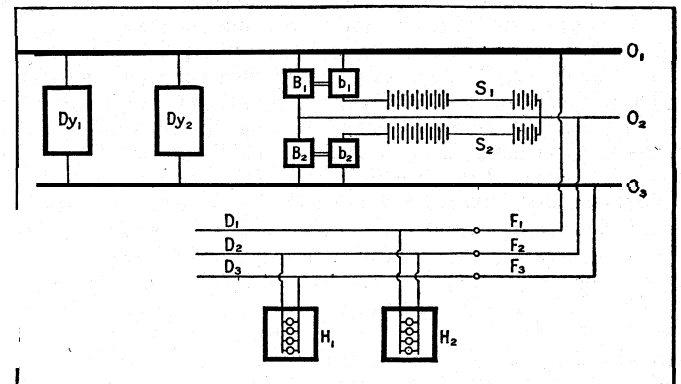 O₁
B₁ b₁
Dy₁ Dy₂ S₁
O₂
B₂ b₂ S₂
O₃
D₁ F₁
D₂ F₂
D₃ F₃
H₁ H₂